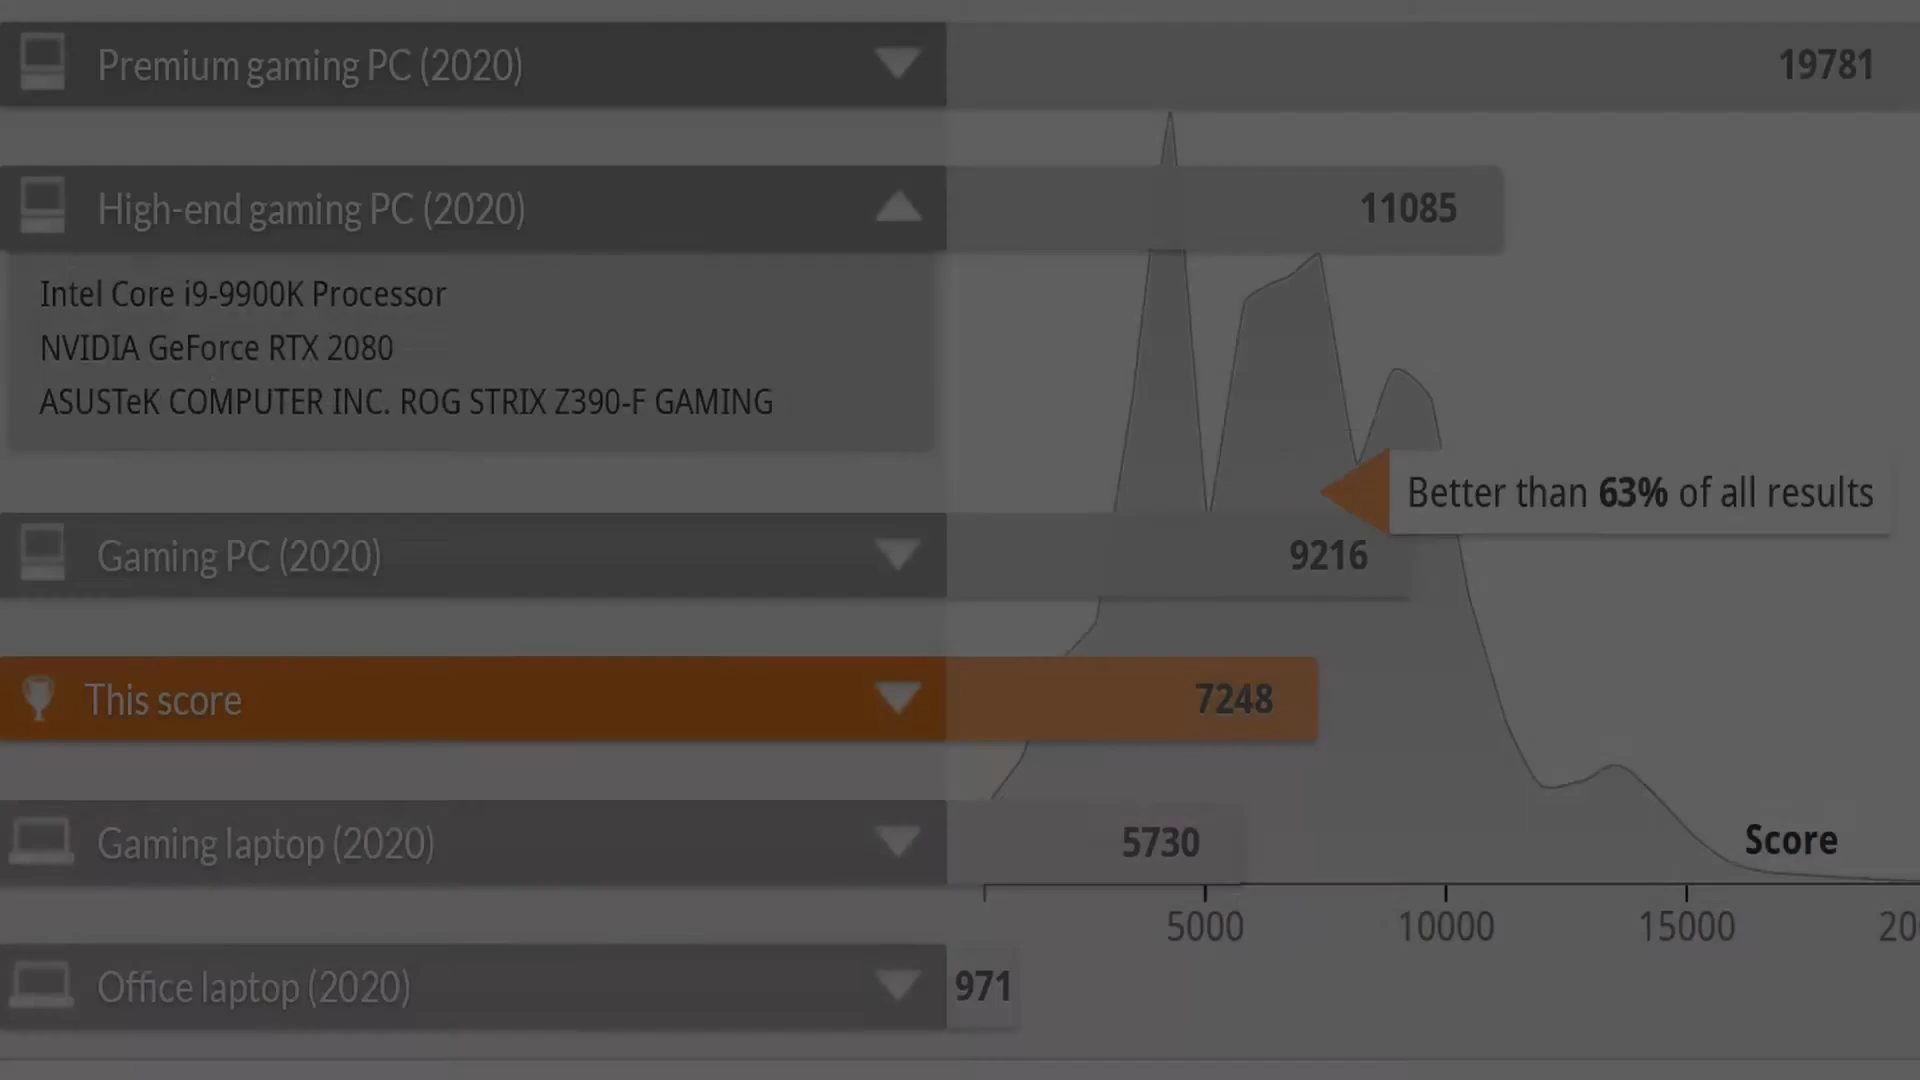 Premium gaming PC (2020)
19781
High-end gaming PC (2020)
11085
Intel Core i9-9900K Processor
NVIDIA GeForce RTX 2080
ASUSTeK COMPUTER INC. ROG STRIX Z390-F GAMING
Better than 63% of all results
Gaming PC (2020)
9216
This score
7248
Gaming laptop (2020)
5730
Score
5000
10000
15000
20
Office laptop (2020)
971